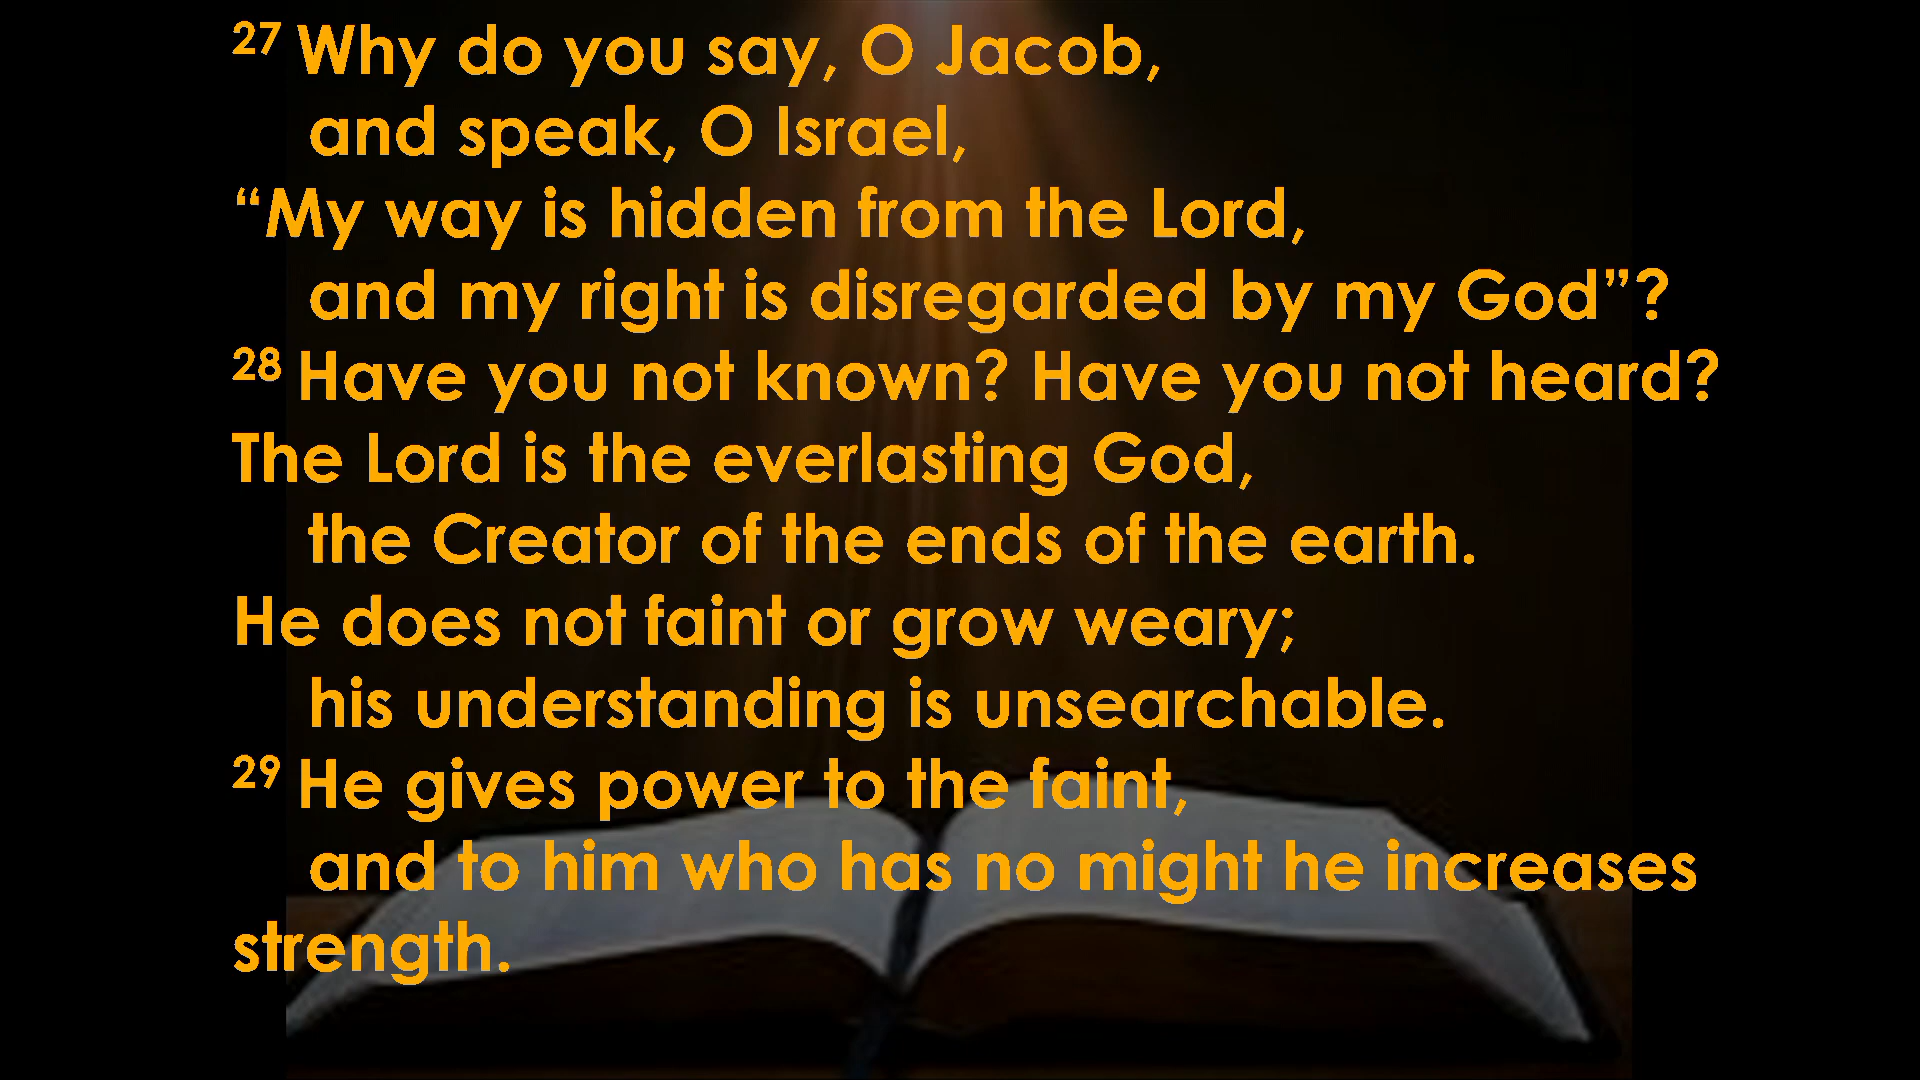 27 Why do you say, O Jacob,
and speak, O Israel,
“My way is hidden from the Lord,
and my right is disregarded by my God”?
28 Have you not known? Have you not heard?
The Lord is the everlasting God,
the Creator of the ends of the earth.
He does not faint or grow weary;
his understanding is unsearchable.
29 He gives power to the faint,
and to him who has no might he increases
strength.